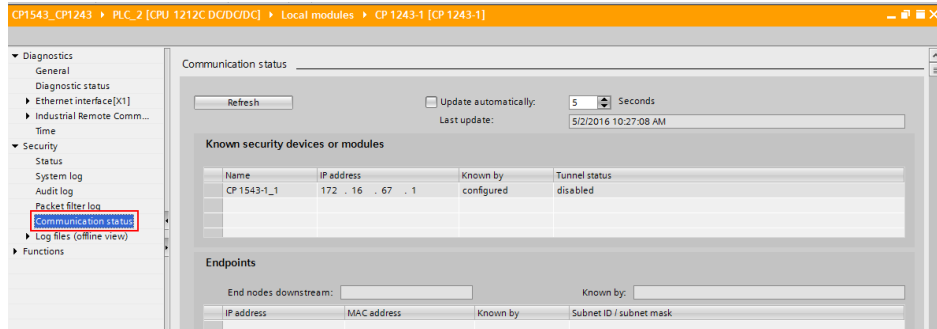 CP1543_CP1243 ▸ PLC_2 [CPU 1212C DC/DC/DC] ▸ Local modules ▸ CP 1243-1 [CP 1243-1]
Diagnostics
General
Diagnostic status
Ethernet interface [X1]
Industrial Remote Comm...
Time
Security
Status
System log
Audit log
Packet filter log
Communication status
Log files (offline view)
Functions
Communication status
Refresh
Update automatically: 5 Seconds
Last update: 5/2/2016 10:27:08 AM
Known security devices or modules
Name IP address Known by Tunnel status
CP 1543-1_1 172 . 16 . 67 . 1 configured disabled
Endpoints
End nodes downstream: Known by:
IP address MAC address Known by Subnet ID / subnet mask